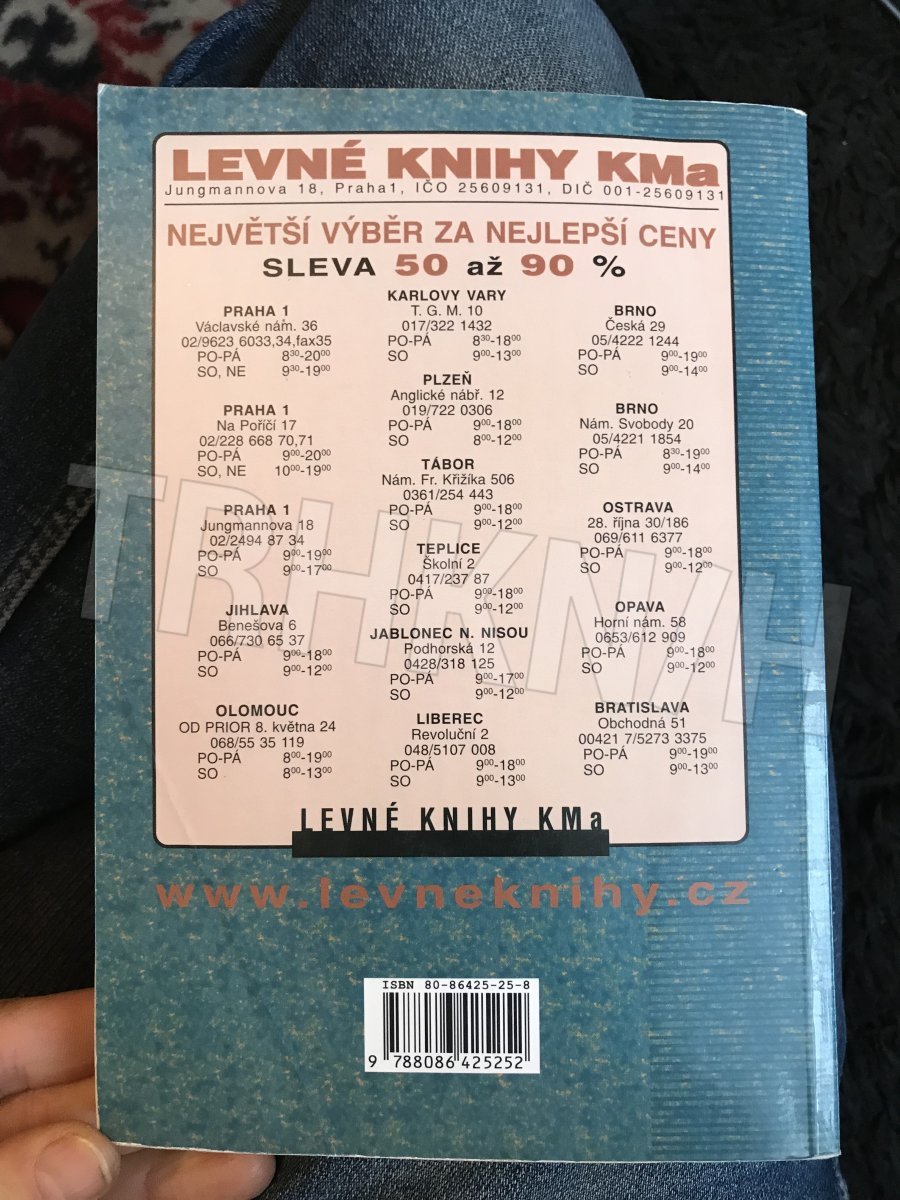 LEVNÉ KNIHY KMa
Jungmannova 18, Praha1, IČO 25609131, DIČ 001-25609131
NEJVĚTŠÍ VÝBĚR ZA NEJLEPŠÍ CENY
SLEVA 50 až 90 %
PRAHA 1
Václavské nám. 36
02/9623 6033,34,fax35
PO-PÁ 8³⁰-20⁰⁰
SO, NE 9³⁰-19⁰⁰
PRAHA 1
Na Poříčí 17
02/228 668 70,71
PO-PÁ 9⁰⁰-20⁰⁰
SO, NE 10⁰⁰-19⁰⁰
PRAHA 1
Jungmannova 18
02/2494 87 34
PO-PÁ 9⁰⁰-19⁰⁰
SO 9⁰⁰-17⁰⁰
JIHLAVA
Benešova 6
066/730 65 37
PO-PÁ 9⁰⁰-18⁰⁰
SO 9⁰⁰-12⁰⁰
OLOMOUC
OD PRIOR 8. května 24
068/55 35 119
PO-PÁ 8⁰⁰-19⁰⁰
SO 8⁰⁰-13⁰⁰
KARLOVY VARY
T. G. M. 10
017/322 1432
PO-PÁ 8³⁰-18⁰⁰
SO 9⁰⁰-13⁰⁰
PLZEŇ
Anglické nábř. 12
019/722 0306
PO-PÁ 9⁰⁰-18⁰⁰
SO 8⁰⁰-12⁰⁰
TÁBOR
Nám. Fr. Křižíka 506
0361/254 443
PO-PÁ 9⁰⁰-18⁰⁰
SO 9⁰⁰-12⁰⁰
TEPLICE
Školní 2
0417/237 87
PO-PÁ 9⁰⁰-18⁰⁰
SO 9⁰⁰-12⁰⁰
JABLONEC N. NISOU
Podhorská 12
0428/318 125
PO-PÁ 9⁰⁰-17⁰⁰
SO 9⁰⁰-12⁰⁰
LIBEREC
Revoluční 2
048/5107 008
PO-PÁ 9⁰⁰-18⁰⁰
SO 9⁰⁰-13⁰⁰
BRNO
Česká 29
05/4222 1244
PO-PÁ 9⁰⁰-19⁰⁰
SO 9⁰⁰-14⁰⁰
BRNO
Nám. Svobody 20
05/4221 1854
PO-PÁ 8³⁰-19⁰⁰
SO 9⁰⁰-14⁰⁰
OSTRAVA
28. října 30/186
069/611 6377
PO-PÁ 9⁰⁰-18⁰⁰
SO 9⁰⁰-12⁰⁰
OPAVA
Horní nám. 58
0653/612 909
PO-PÁ 9⁰⁰-18⁰⁰
SO 9⁰⁰-12⁰⁰
BRATISLAVA
Obchodná 51
00421 7/5273 3375
PO-PÁ 9⁰⁰-19⁰⁰
SO 9⁰⁰-13⁰⁰
LEVNÉ KNIHY KMa
www.levneknihy.cz
ISBN 80-86425-25-8
9 788086 425252
TRHKNIH